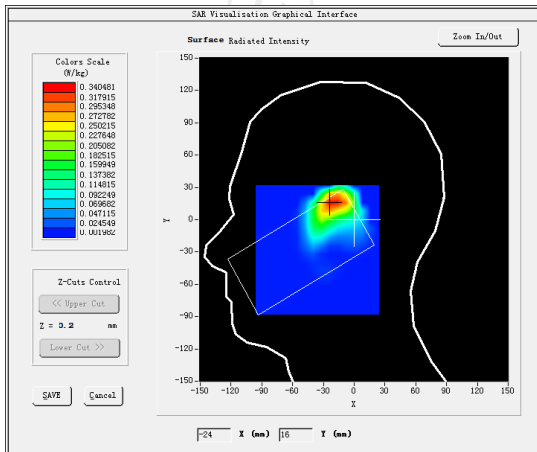 SAR Visualisation Graphical Interface
Surface Radiated Intensity
Zoom In/Out
Colors Scale
(W/kg)
0.340481
0.317915
0.295348
0.272782
0.250215
0.227648
0.205082
0.182515
0.159949
0.137382
0.114815
0.092249
0.069682
0.047115
0.024549
0.001982
Z-Cuts Control
<< Upper Cut
Z = 0.2 mm
Lower Cut >>
SAVE
Cancel
150
120
90
60
30
0
-30
-60
-90
-120
-150
Y
-150 -120 -90 -60 -30 0 30 60 90 120 150
X
-24 X (mm) 16 Y (mm)